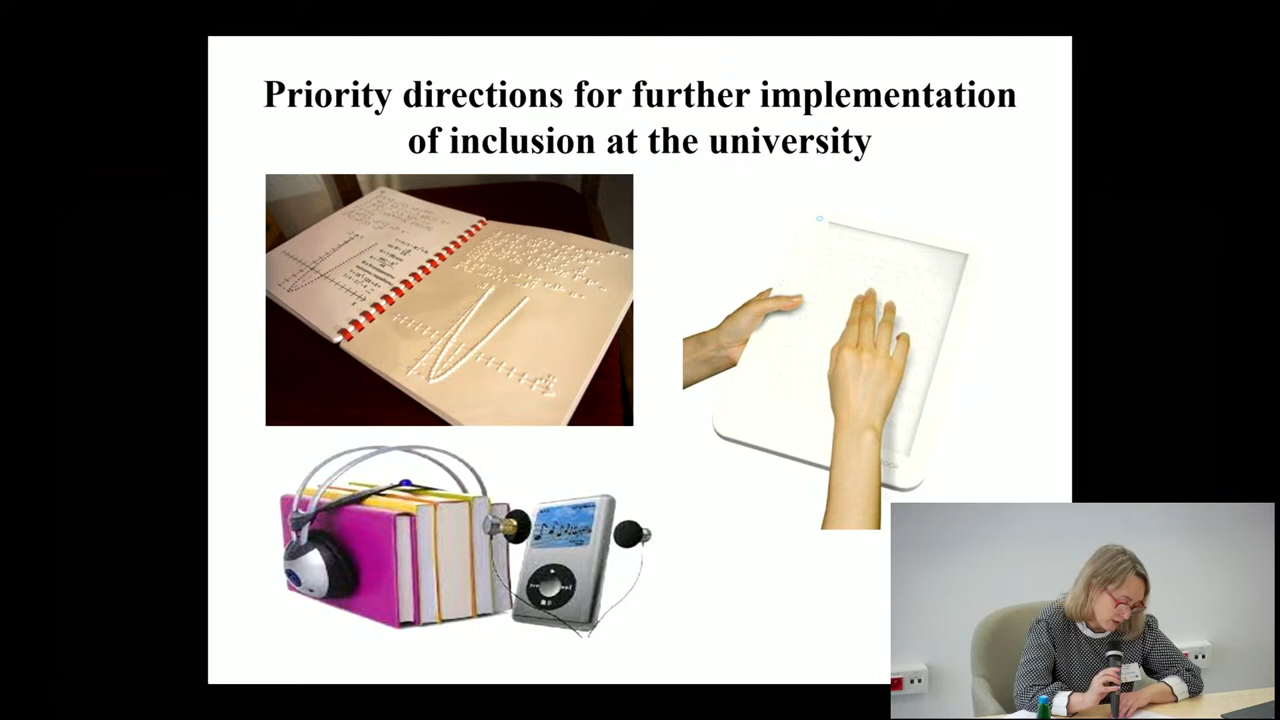 Priority directions for further implementation
of inclusion at the university